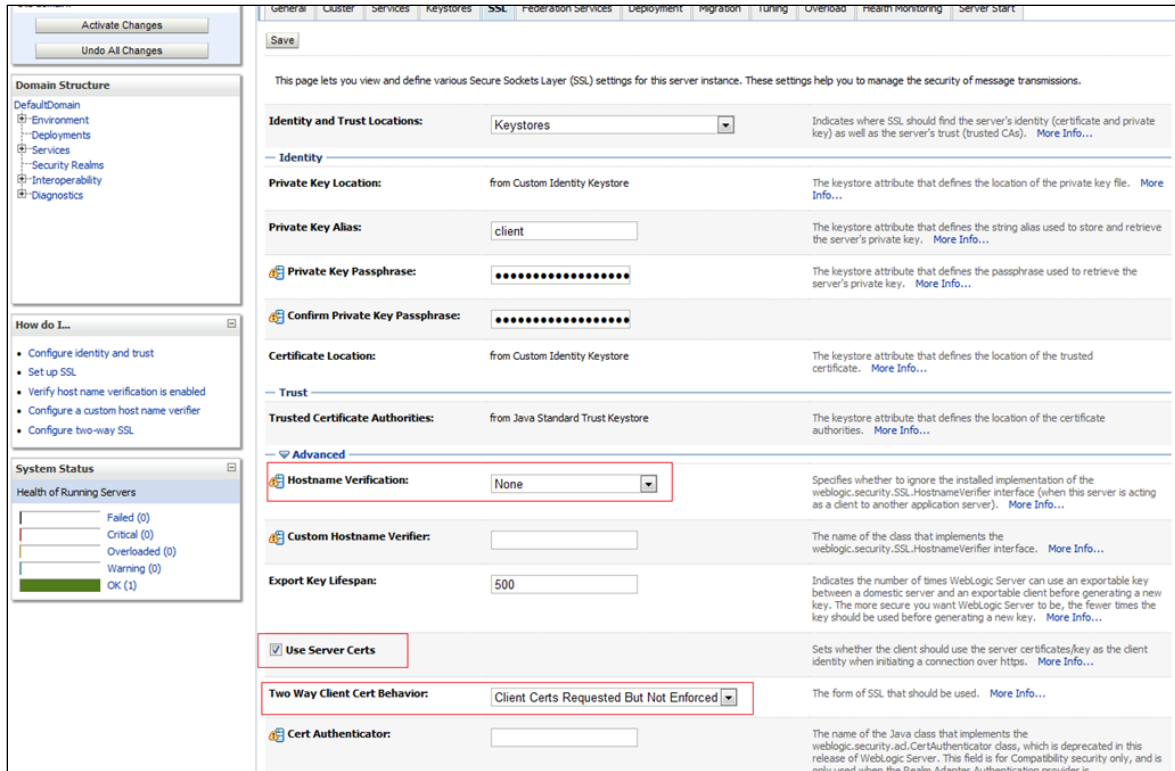 Activate Changes
Undo All Changes
Domain Structure
DefaultDomain
Environment
Deployments
Services
Security Realms
Interoperability
Diagnostics
How do I...
Configure identity and trust
Set up SSL
Verify host name verification is enabled
Configure a custom host name verifier
Configure two-way SSL
System Status
Health of Running Servers
Failed (0)
Critical (0)
Overloaded (0)
Warning (0)
OK (1)
General Cluster Services Keystores SSL Federation Services Deployment Migration Tuning Overload Health Monitoring Server Start
Save
This page lets you view and define various Secure Sockets Layer (SSL) settings for this server instance. These settings help you to manage the security of message transmissions.
Identity and Trust Locations:
Keystores
Indicates where SSL should find the server's identity (certificate and private
key) as well as the server's trust (trusted CAs). More Info...
Identity
Private Key Location:
from Custom Identity Keystore
The keystore attribute that defines the location of the private key file. More
Info...
Private Key Alias:
client
The keystore attribute that defines the string alias used to store and retrieve
the server's private key. More Info...
Private Key Passphrase:
••••••••••••••••••
The keystore attribute that defines the passphrase used to retrieve the
server's private key. More Info...
Confirm Private Key Passphrase:
••••••••••••••••••
Certificate Location:
from Custom Identity Keystore
The keystore attribute that defines the location of the trusted
certificate. More Info...
Trust
Trusted Certificate Authorities:
from Java Standard Trust Keystore
The keystore attribute that defines the location of the certificate
authorities. More Info...
Advanced
Hostname Verification:
None
Specifies whether to ignore the installed implementation of the
weblogic.security.SSL.HostnameVerifier interface (when this server is acting
as a client to another application server). More Info...
Custom Hostname Verifier:
The name of the class that implements the
weblogic.security.SSL.HostnameVerifier interface. More Info...
Export Key Lifespan:
500
Indicates the number of times WebLogic Server can use an exportable key
between a domestic server and an exportable client before generating a new
key. The more secure you want WebLogic Server to be, the fewer times the
key should be used before generating a new key. More Info...
Use Server Certs
Sets whether the client should use the server certificates/key as the client
identity when initiating a connection over https. More Info...
Two Way Client Cert Behavior:
Client Certs Requested But Not Enforced
The form of SSL that should be used. More Info...
Cert Authenticator:
The name of the Java class that implements the
weblogic.security.acl.CertAuthenticator class, which is deprecated in this
release of WebLogic Server. This field is for Compatibility security only, and is
only used when the Realm Adapter Authentication provider is